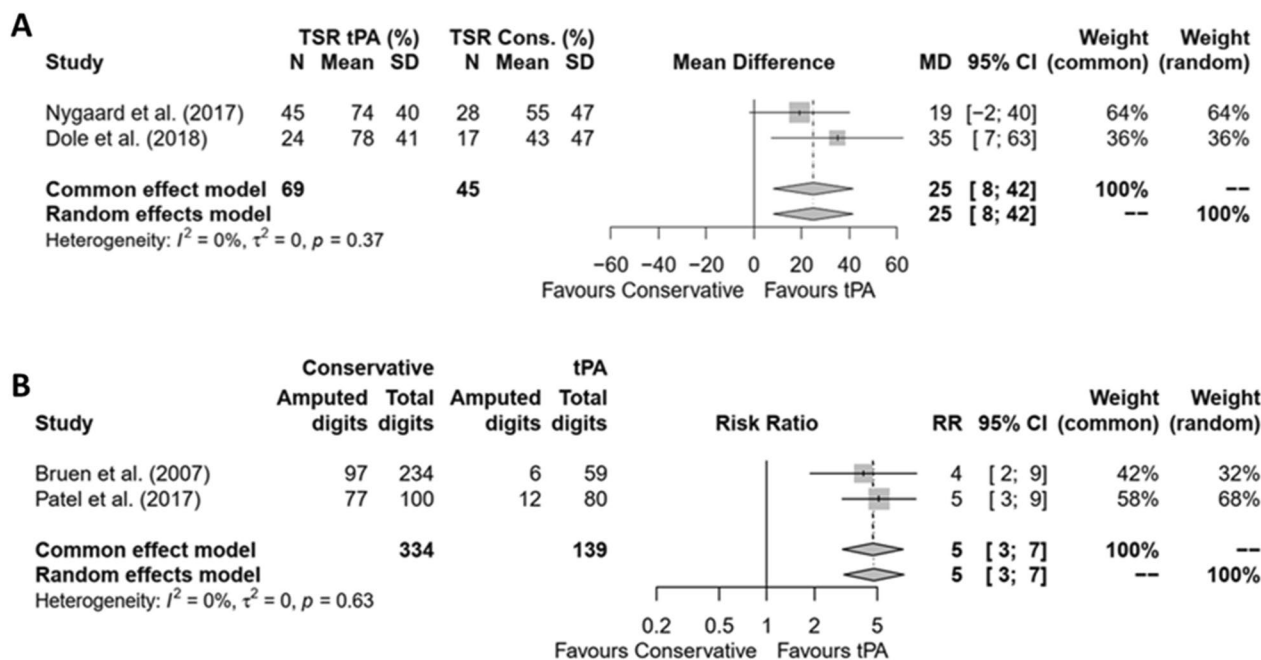 A
TSR tPA (%) TSR Cons. (%) Weight Weight
Study N Mean SD N Mean SD Mean Difference MD 95% CI (common) (random)
Nygaard et al. (2017) 45 74 40 28 55 47 19 [−2; 40] 64% 64%
Dole et al. (2018) 24 78 41 17 43 47 35 [ 7; 63] 36% 36%
Common effect model 69 45 25 [ 8; 42] 100% −−
Random effects model 25 [ 8; 42] −− 100%
Heterogeneity: I² = 0%, τ² = 0, p = 0.37
−60 −40 −20 0 20 40 60
Favours Conservative Favours tPA
B
Conservative tPA
Amputed Total Amputed Total Weight Weight
Study digits digits digits digits Risk Ratio RR 95% CI (common) (random)
Bruen et al. (2007) 97 234 6 59 4 [ 2; 9] 42% 32%
Patel et al. (2017) 77 100 12 80 5 [ 3; 9] 58% 68%
Common effect model 334 139 5 [ 3; 7] 100% −−
Random effects model 5 [ 3; 7] −− 100%
Heterogeneity: I² = 0%, τ² = 0, p = 0.63
0.2 0.5 1 2 5
Favours Conservative Favours tPA